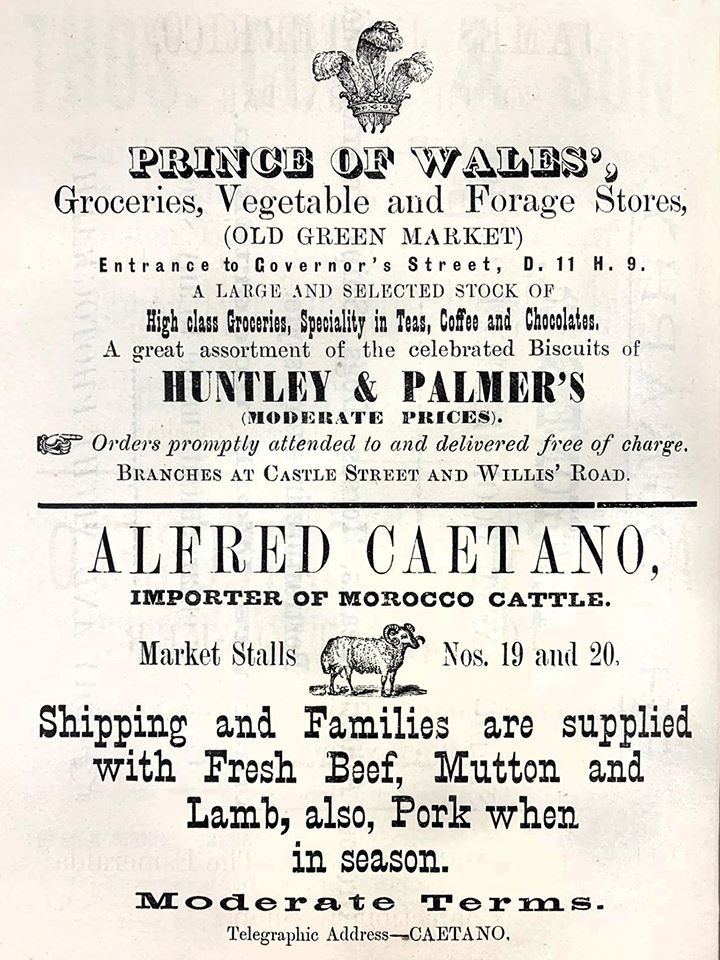 PRINCE OF WALES',
Groceries, Vegetable and Forage Stores,
(OLD GREEN MARKET)
Entrance to Governor's Street, D. 11 H. 9.
A LARGE AND SELECTED STOCK OF
High class Groceries, Speciality in Teas, Coffee and Chocolates.
A great assortment of the celebrated Biscuits of
HUNTLEY & PALMER'S
(MODERATE PRICES).
Orders promptly attended to and delivered free of charge.
BRANCHES AT CASTLE STREET AND WILLIS' ROAD.
ALFRED CAETANO,
IMPORTER OF MOROCCO CATTLE.
Market Stalls Nos. 19 and 20,
Shipping and Families are supplied
with Fresh Beef, Mutton and
Lamb, also, Pork when
in season.
Moderate Terms.
Telegraphic Address—CAETANO.